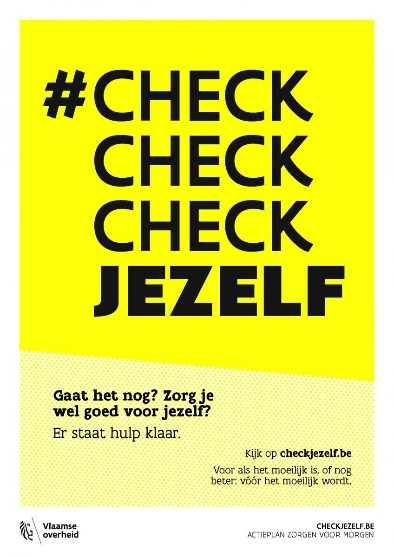 #CHECK
CHECK
CHECK
JEZELF
Gaat het nog? Zorg je
wel goed voor jezelf?
Er staat hulp klaar.
Kijk op checkjezelf.be
Voor als het moeilijk is, of nog
beter: vóór het moeilijk wordt.
Vlaamse
overheid
CHECKJEZELF.BE
ACTIEPLAN ZORGEN VOOR MORGEN